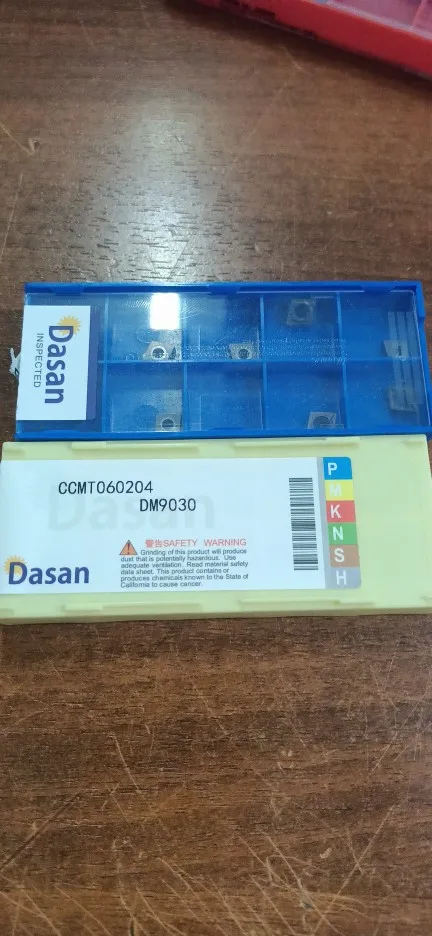 Dasan
INSPECTED
CCMT060204
DM9030
Dasan
警告SAFETY WARNING
Grinding of this product will produce
dust that is potentially hazardous. Use
adequate ventilation. Read material safety
data sheet. This product contains or
produces chemicals known to the State of
California to cause cancer.
Dasan
P
M
K
N
S
H